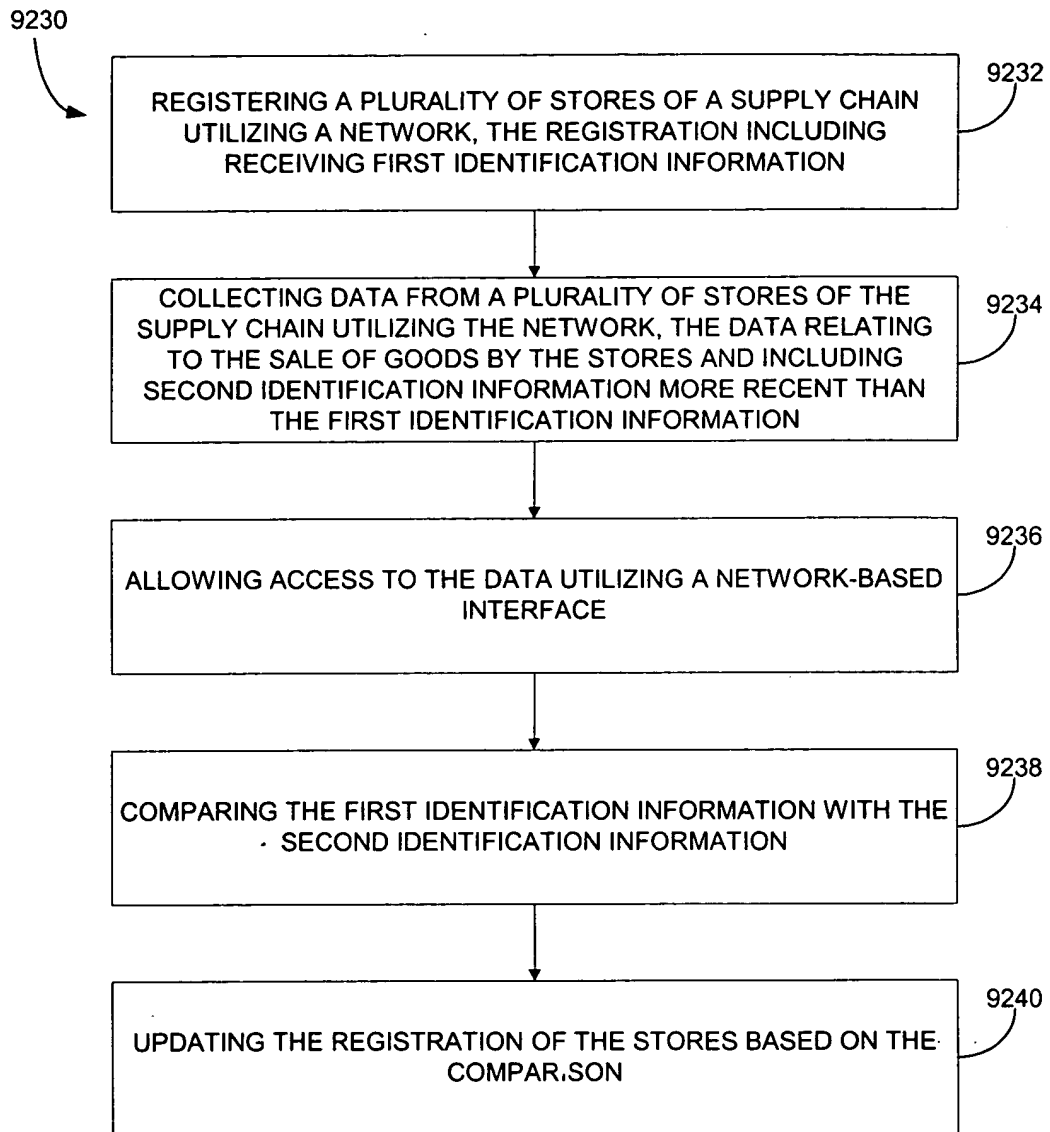 9230
9232
REGISTERING A PLURALITY OF STORES OF A SUPPLY CHAIN
UTILIZING A NETWORK, THE REGISTRATION INCLUDING
RECEIVING FIRST IDENTIFICATION INFORMATION
9234
COLLECTING DATA FROM A PLURALITY OF STORES OF THE
SUPPLY CHAIN UTILIZING THE NETWORK, THE DATA RELATING
TO THE SALE OF GOODS BY THE STORES AND INCLUDING
SECOND IDENTIFICATION INFORMATION MORE RECENT THAN
THE FIRST IDENTIFICATION INFORMATION
9236
ALLOWING ACCESS TO THE DATA UTILIZING A NETWORK-BASED
INTERFACE
9238
COMPARING THE FIRST IDENTIFICATION INFORMATION WITH THE
SECOND IDENTIFICATION INFORMATION
9240
UPDATING THE REGISTRATION OF THE STORES BASED ON THE
COMPARISON